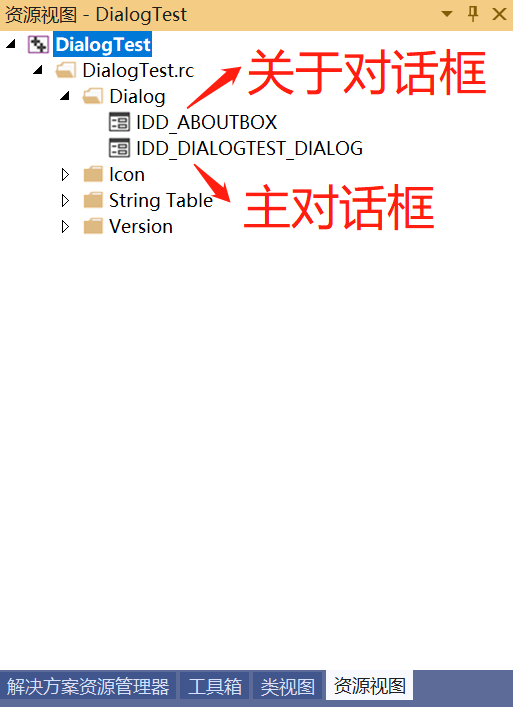 资源视图 - DialogTest
DialogTest
DialogTest.rc
Dialog
关于对话框
IDD_ABOUTBOX
IDD_DIALOGTEST_DIALOG
Icon
String Table
主对话框
Version
解决方案资源管理器 工具箱 类视图 资源视图